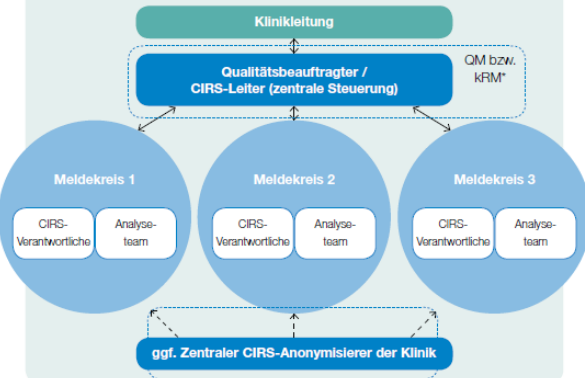 Klinikleitung
Qualitätsbeauftragter /
CIRS-Leiter (zentrale Steuerung)
QM bzw.
kRM*
Meldekreis 1
Meldekreis 2
Meldekreis 3
CIRS-
Verantwortliche
Analyse-
team
CIRS-
Verantwortliche
Analyse-
team
CIRS-
Verantwortliche
Analyse-
team
ggf. Zentraler CIRS-Anonymisierer der Klinik